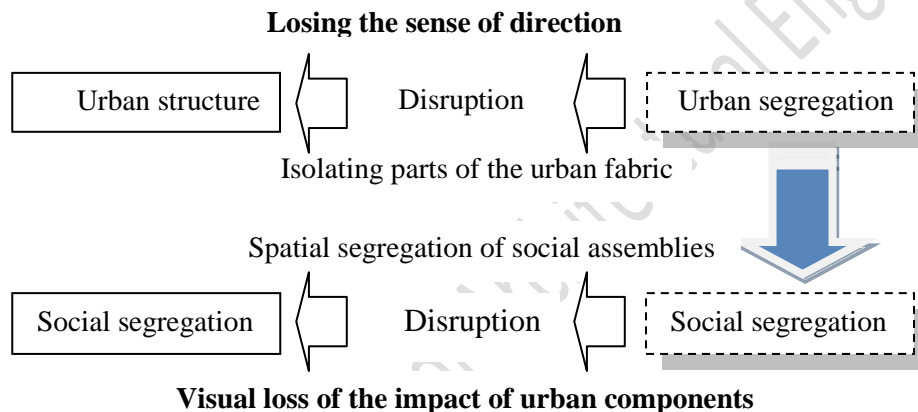 Losing the sense of direction
Urban structure Disruption Urban segregation
Isolating parts of the urban fabric
Spatial segregation of social assemblies
Social segregation Disruption Social segregation
Visual loss of the impact of urban components